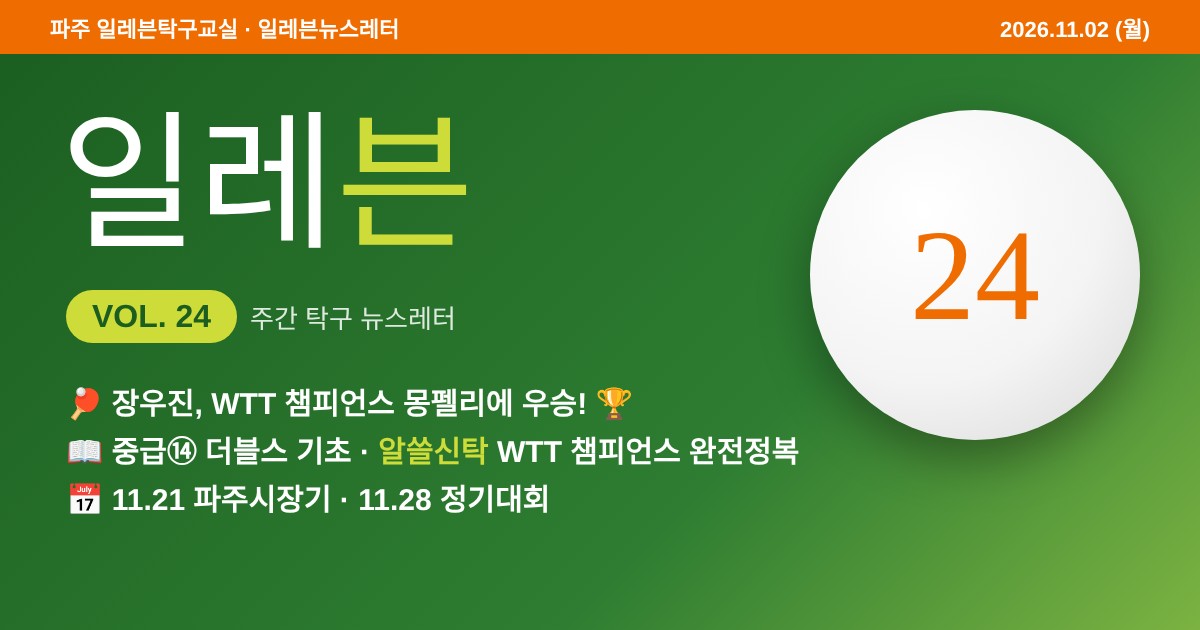 파주 일레븐탁구교실 · 일레븐뉴스레터
2026.11.02 (월)
일레븐
VOL. 24 주간 탁구 뉴스레터
24
🏓 장우진, WTT 챔피언스 몽펠리에 우승! 🏆
📖 중급⑭ 더블스 기초 · 알쓸신탁 WTT 챔피언스 완전정복
📅 11.21 파주시장기 · 11.28 정기대회